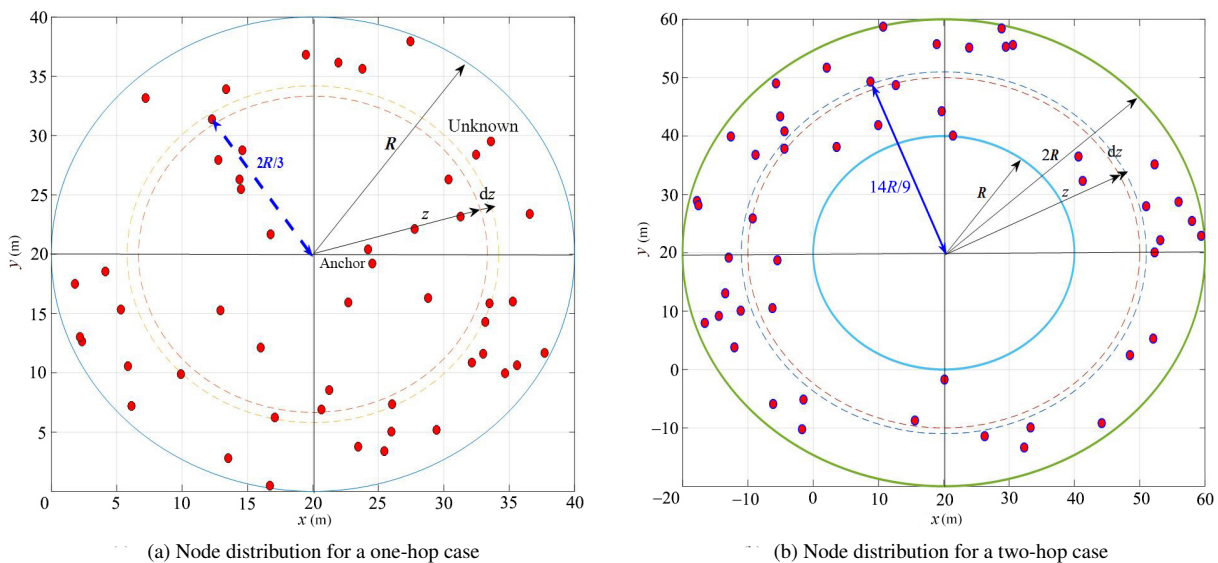 40
35
30
25
20
15
10
5
0
5
10
15
20
25
30
35
40
y (m)
x (m)
R
Unknown
2R/3
dz
z
Anchor
(a) Node distribution for a one-hop case
60
50
40
30
20
10
0
−10
−20
−20
−10
0
10
20
30
40
50
60
y (m)
x (m)
2R
dz
R
z
14R/9
(b) Node distribution for a two-hop case